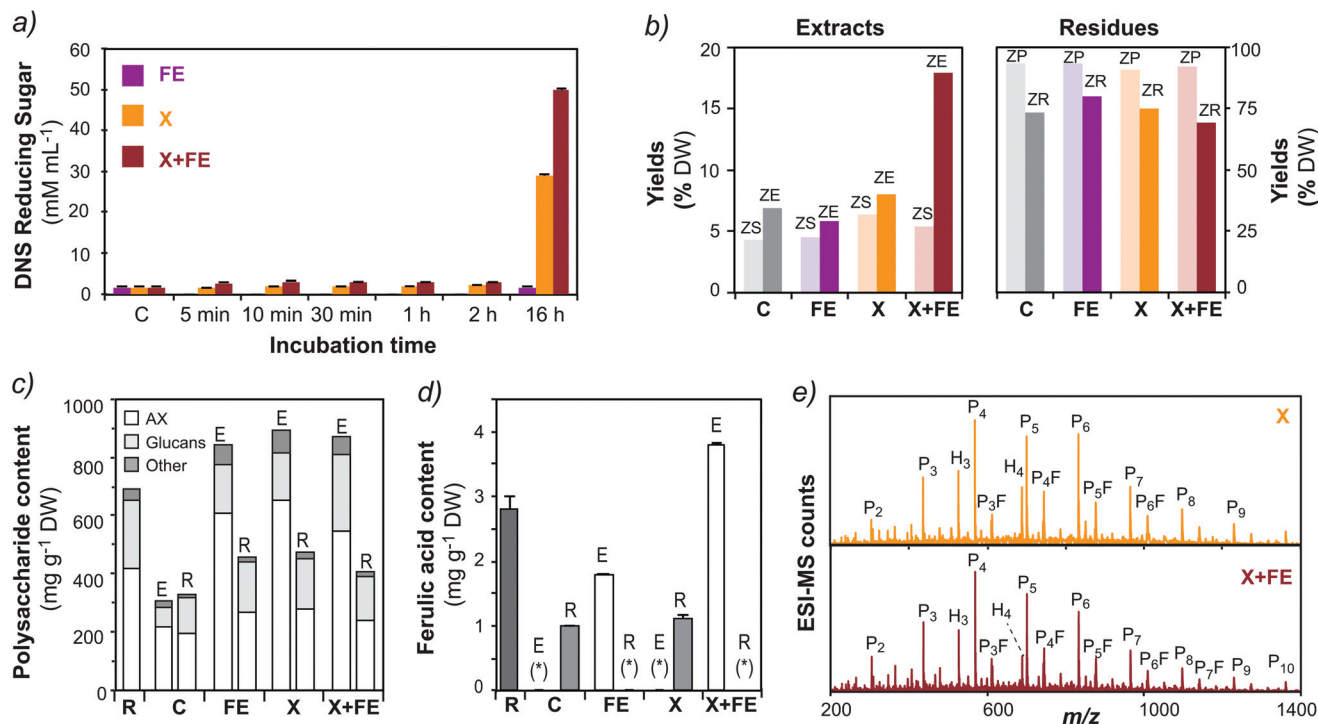 a)
DNS Reducing Sugar
(mM mL⁻¹)
60
50
40
30
20
10
0
FE
X
X+FE
C 5 min 10 min 30 min 1 h 2 h 16 h
Incubation time
b)
Extracts
Residues
Yields
(% DW)
20
15
10
5
0
ZS ZE ZS ZE ZS ZE ZS ZE
C FE X X+FE
ZP ZR ZP ZR ZP ZR ZP ZR
C FE X X+FE
100
75
50
25
0
Yields
(% DW)
c)
Polysaccharide content
(mg g⁻¹ DW)
1000
800
600
400
200
0
AX
Glucans
Other
E R E R E R E R
R C FE X X+FE
d)
Ferulic acid content
(mg g⁻¹ DW)
4
3
2
1
0
E R E R E R E R
(*) (*) (*) (*)
R C FE X X+FE
e)
ESI-MS counts
X
P₂ P₃ H₃ P₄ P₃F H₄ P₅ P₄F P₆ P₅F P₇ P₆F P₈ P₉
X+FE
P₂ P₃ H₃ P₄ P₃F H₄ P₅ P₄F P₆ P₅F P₇ P₆F P₈ P₇F P₉ P₁₀
200 600 1000 1400
m/z